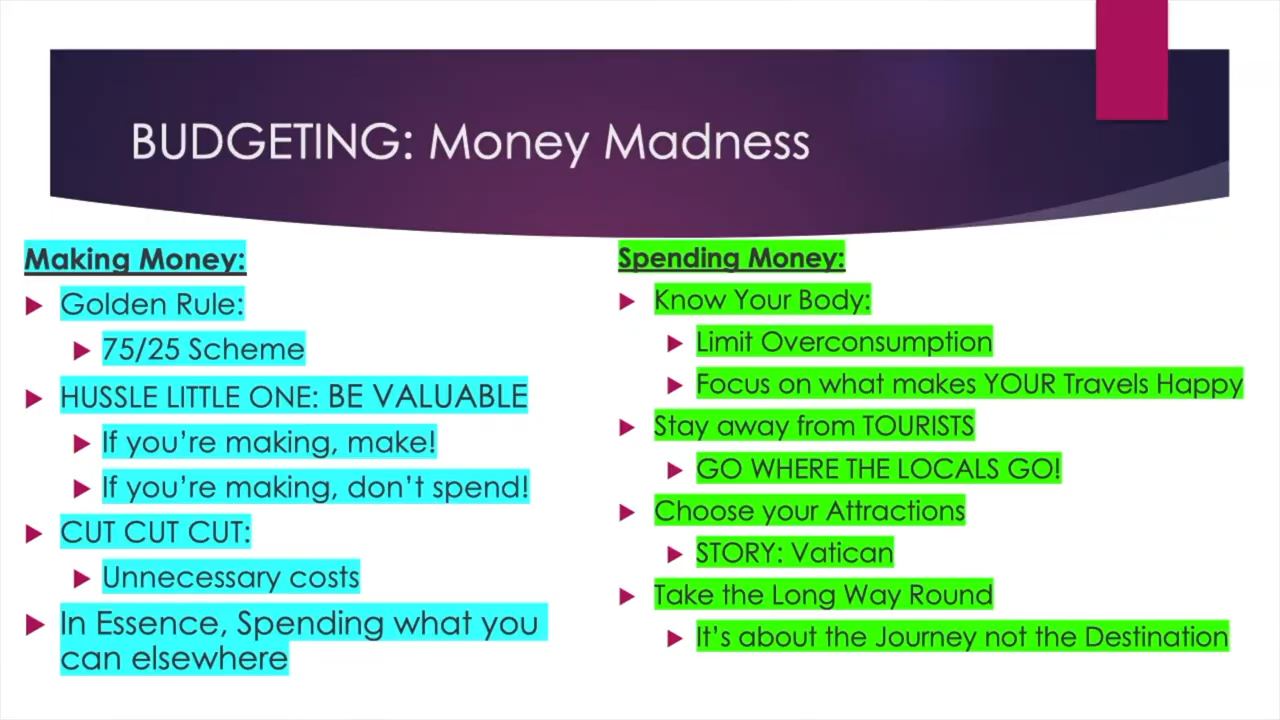 BUDGETING: Money Madness
Making Money:
Golden Rule:
75/25 Scheme
HUSSLE LITTLE ONE: BE VALUABLE
If you're making, make!
If you're making, don't spend!
CUT CUT CUT:
Unnecessary costs
In Essence, Spending what you
can elsewhere
Spending Money:
Know Your Body:
Limit Overconsumption
Focus on what makes YOUR Travels Happy
Stay away from TOURISTS
GO WHERE THE LOCALS GO!
Choose your Attractions
STORY: Vatican
Take the Long Way Round
It's about the Journey not the Destination